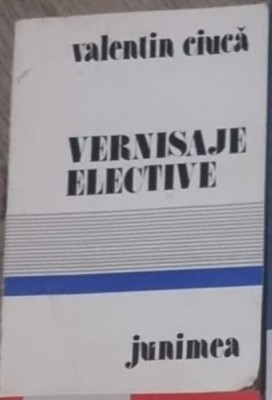 valentin ciucă
VERNISAJE
ELECTIVE
junimea